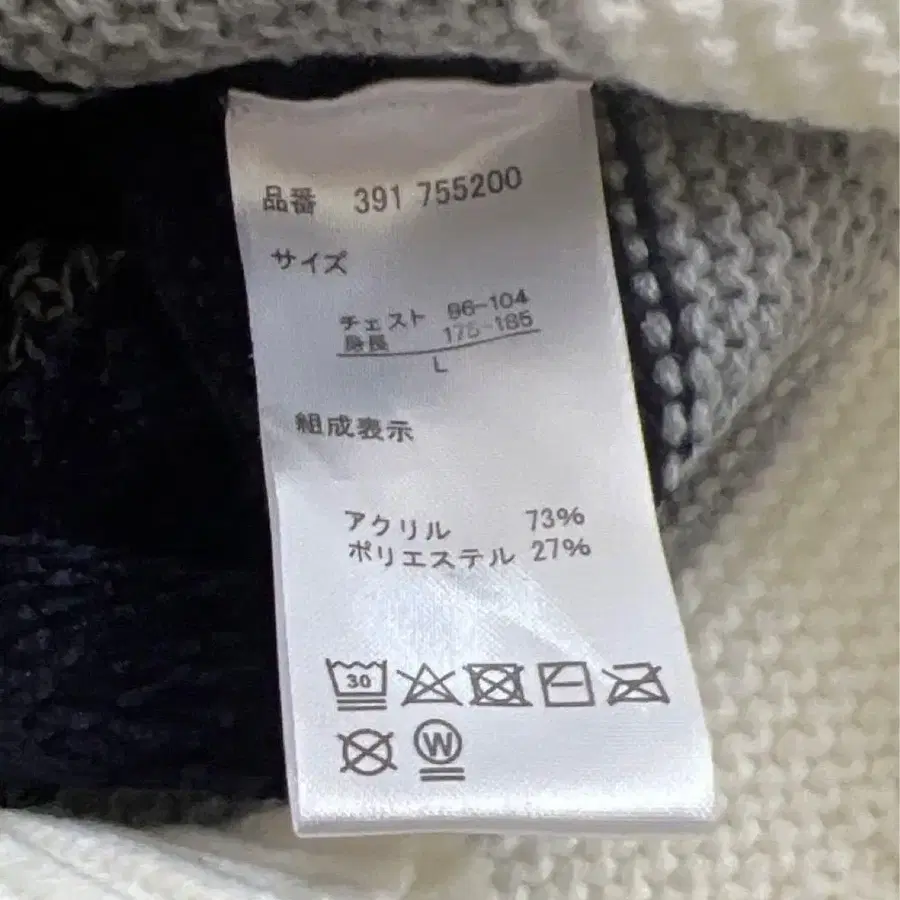 品番 391 755200
サイズ
チェスト 96-104
身長 175-185
L
組成表示
アクリル 73%
ポリエステル 27%
30
W